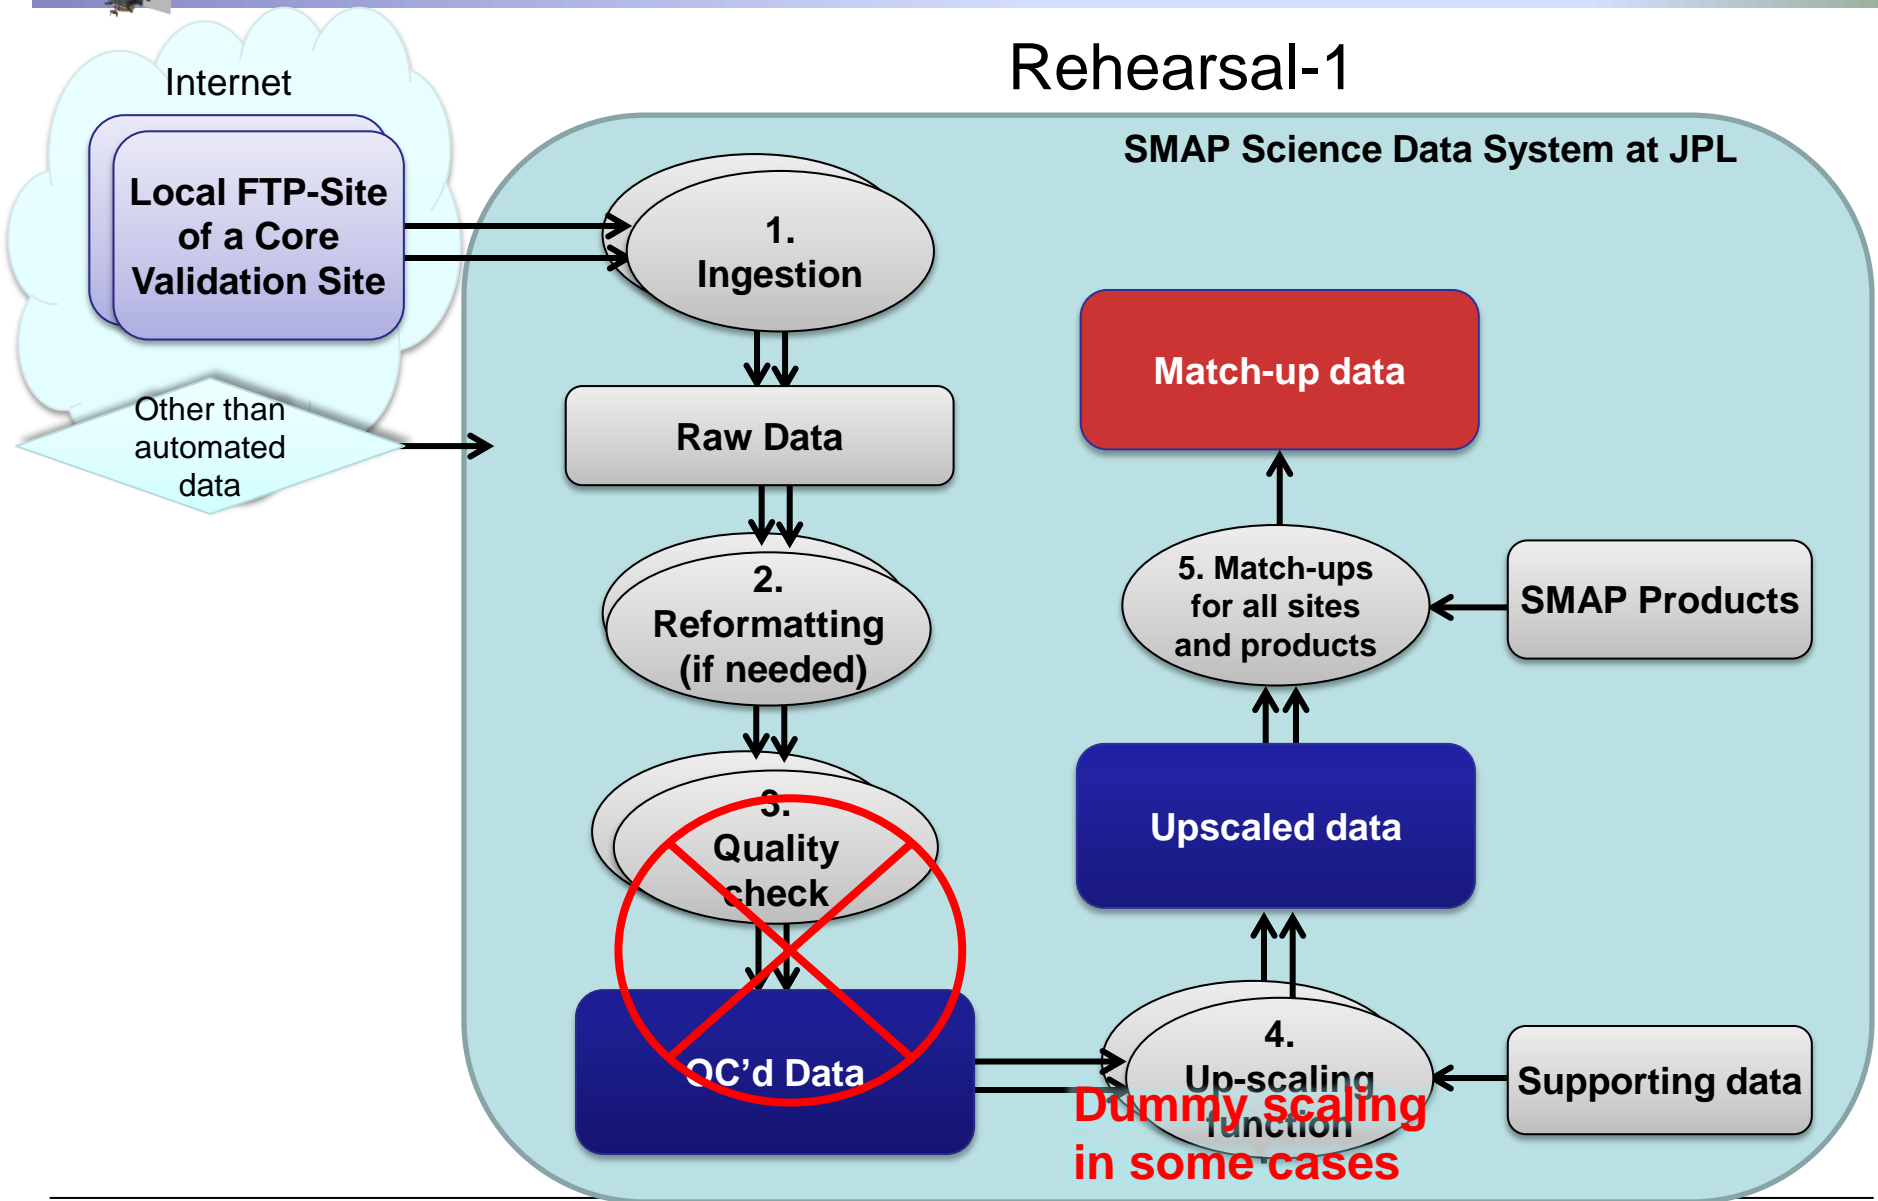 Rehearsal-1
Internet
SMAP Science Data System at JPL
Local FTP-Site
of a Core
Validation Site
1.
Ingestion
Match-up data
Other than
automated
data
Raw Data
2.
Reformatting
(if needed)
5. Match-ups
for all sites
and products
SMAP Products
3.
Quality
check
Upscaled data
QC'd Data
4.
Up-scaling
function
Supporting data
Dummy scaling
in some cases